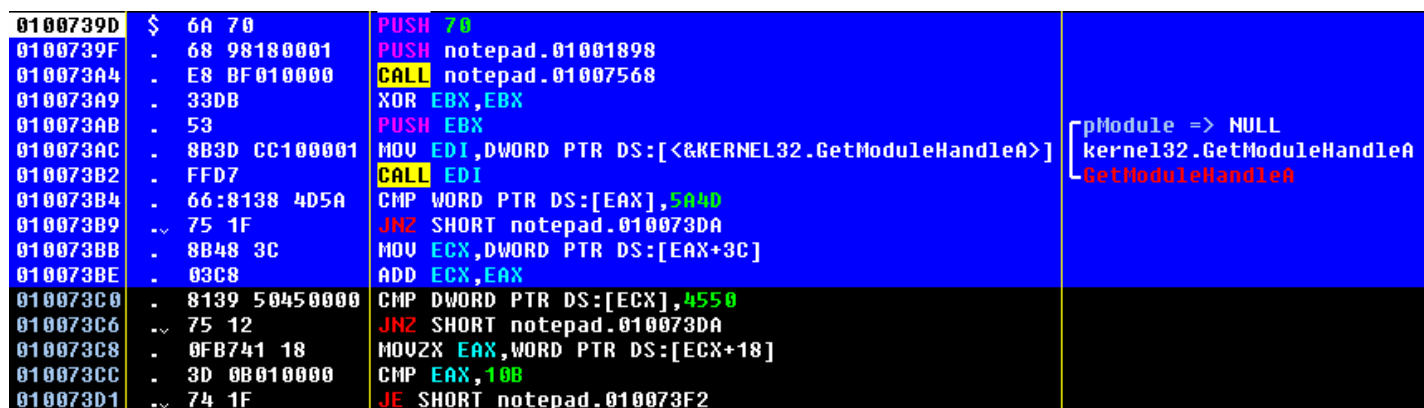 0100739D $ 6A 70 PUSH 70
0100739F . 68 98180001 PUSH notepad.01001898
010073A4 . E8 BF010000 CALL notepad.01007568
010073A9 . 33DB XOR EBX,EBX
010073AB . 53 PUSH EBX pModule => NULL
010073AC . 8B3D CC100001 MOV EDI,DWORD PTR DS:[<&KERNEL32.GetModuleHandleA>] kernel32.GetModuleHandleA
010073B2 . FFD7 CALL EDI GetModuleHandleA
010073B4 . 66:8138 4D5A CMP WORD PTR DS:[EAX],5A4D
010073B9 .⌄ 75 1F JNZ SHORT notepad.010073DA
010073BB . 8B48 3C MOV ECX,DWORD PTR DS:[EAX+3C]
010073BE . 03C8 ADD ECX,EAX
010073C0 . 8139 50450000 CMP DWORD PTR DS:[ECX],4550
010073C6 .⌄ 75 12 JNZ SHORT notepad.010073DA
010073C8 . 0FB741 18 MOVZX EAX,WORD PTR DS:[ECX+18]
010073CC . 3D 0B010000 CMP EAX,10B
010073D1 .⌄ 74 1F JE SHORT notepad.010073F2